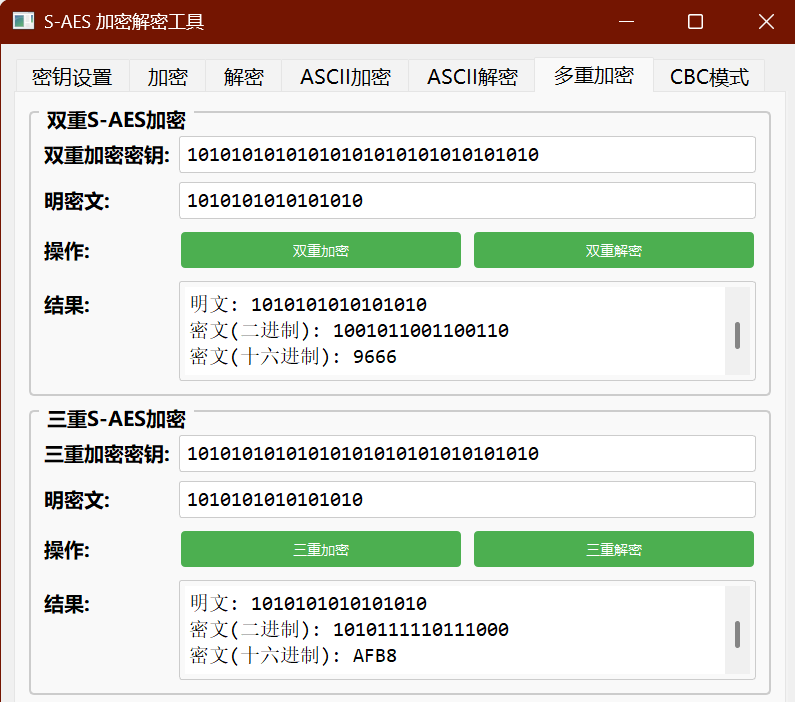 S-AES 加密解密工具
密钥设置 加密 解密 ASCII加密 ASCII解密 多重加密 CBC模式
双重S-AES加密
双重加密密钥: 10101010101010101010101010101010
明密文: 1010101010101010
操作: 双重加密 双重解密
结果: 明文: 1010101010101010
密文(二进制): 1001011001100110
密文(十六进制): 9666
三重S-AES加密
三重加密密钥: 10101010101010101010101010101010
明密文: 1010101010101010
操作: 三重加密 三重解密
结果: 明文: 1010101010101010
密文(二进制): 1010111110111000
密文(十六进制): AFB8